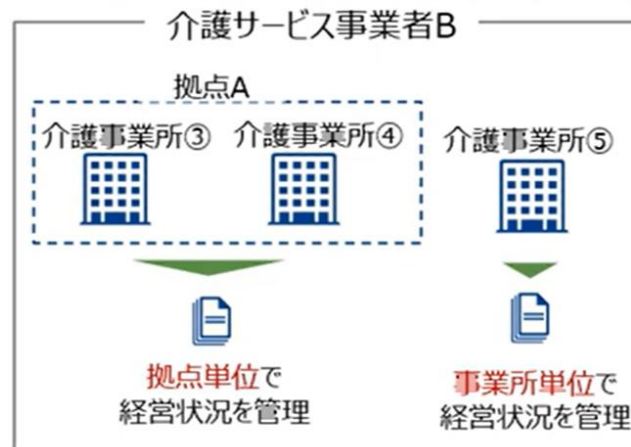 介護サービス事業者B
拠点A
介護事業所③
介護事業所④
介護事業所⑤
拠点単位で
経営状況を管理
事業所単位で
経営状況を管理